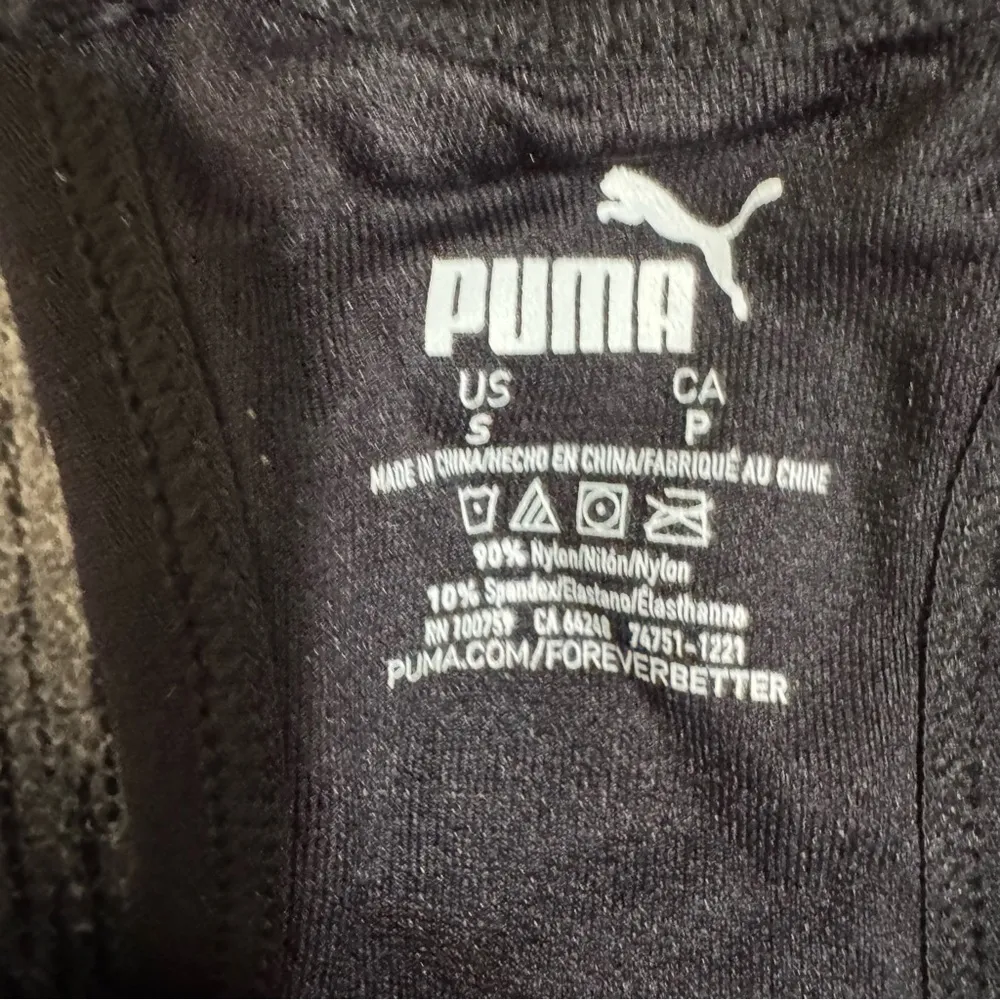 PUMA
US CA
S P
MADE IN CHINA/HECHO EN CHINA/FABRIQUÉ AU CHINE
90% Nylon/Nilón/Nylon
10% Spandex/Elastano/Élasthanne
RN 100759 CA 66248 74751-1221
PUMA.COM/FOREVERBETTER